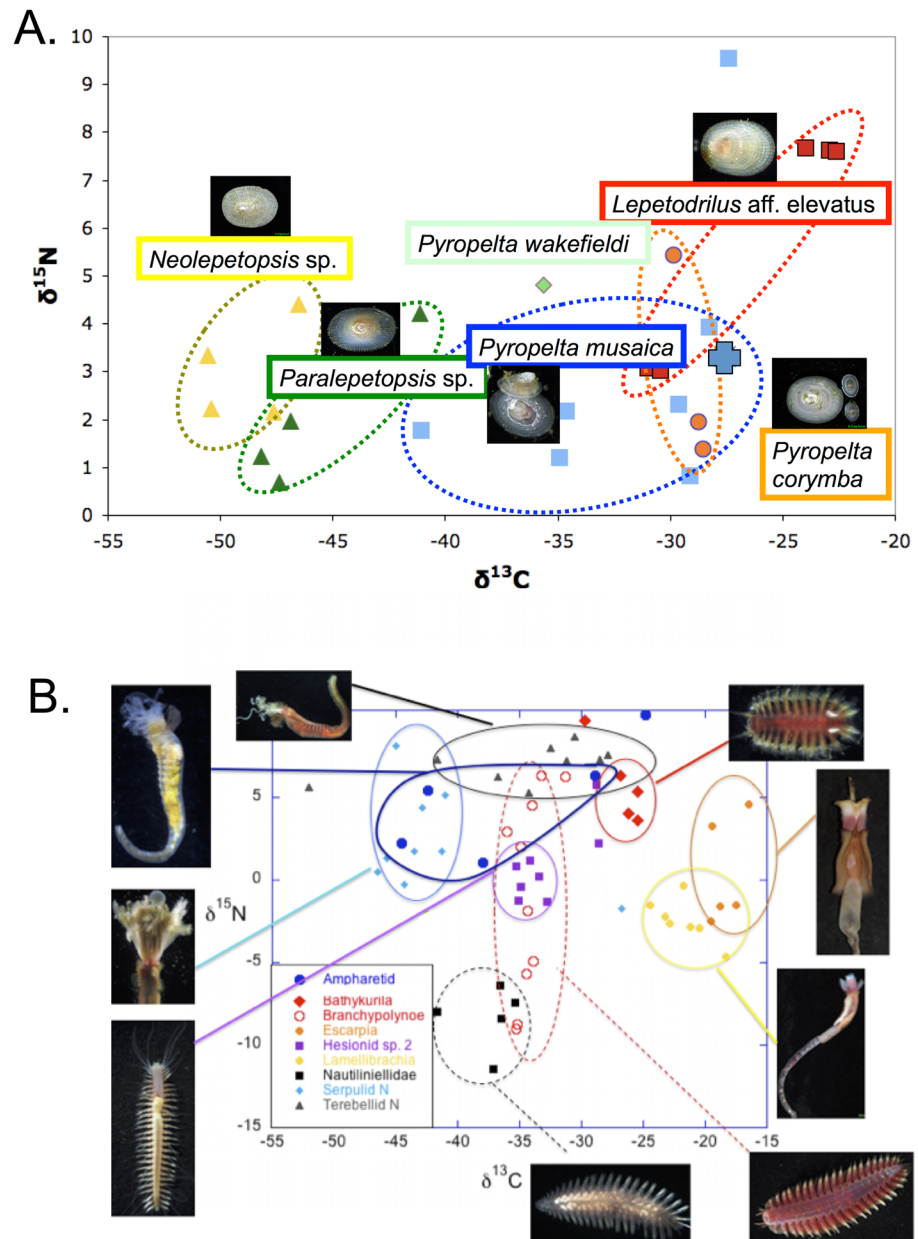 A.
10
9
8
7
6
5
4
3
2
1
0
δ¹⁵N
Lepetodrilus aff. elevatus
Pyropelta wakefieldi
Neolepetopsis sp.
Pyropelta musaica
Paralepetopsis sp.
Pyropelta
corymba
-55 -50 -45 -40 -35 -30 -25 -20
δ¹³C
B.
5
0
δ¹⁵N
-5
-10
-15
Ampharetid
Bathykurila
Branchypolynoe
Escarpia
Hesionid sp. 2
Lamellibrachia
Nautiliniellidae
Serpulid N
Terebellid N
-55 -50 -45 -40 -35 -30 -25 -20 -15
δ¹³C